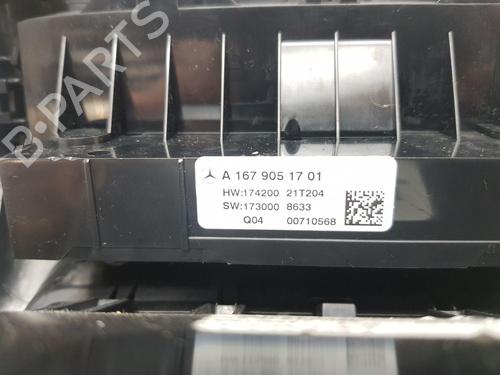 B-PARTS
A 167 905 17 01
HW:174200 21T204
SW:173000 8633
Q04 00710568